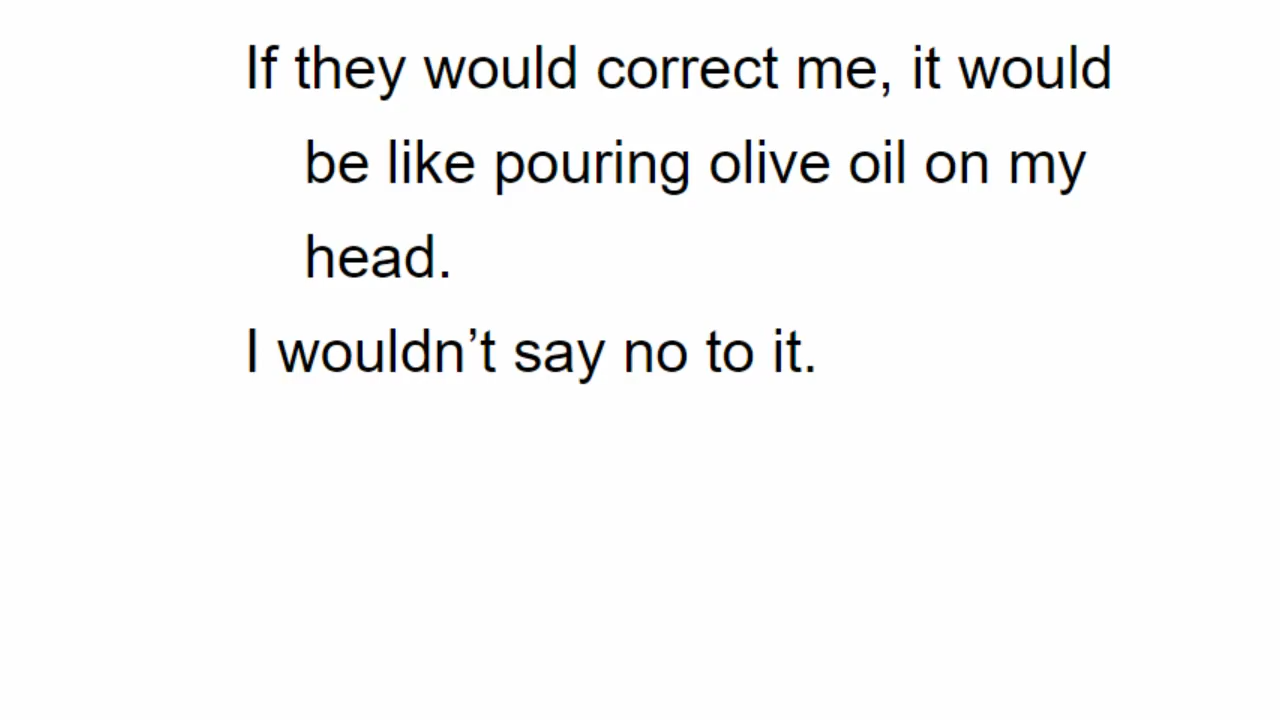 If they would correct me, it would
be like pouring olive oil on my
head.
I wouldn’t say no to it.